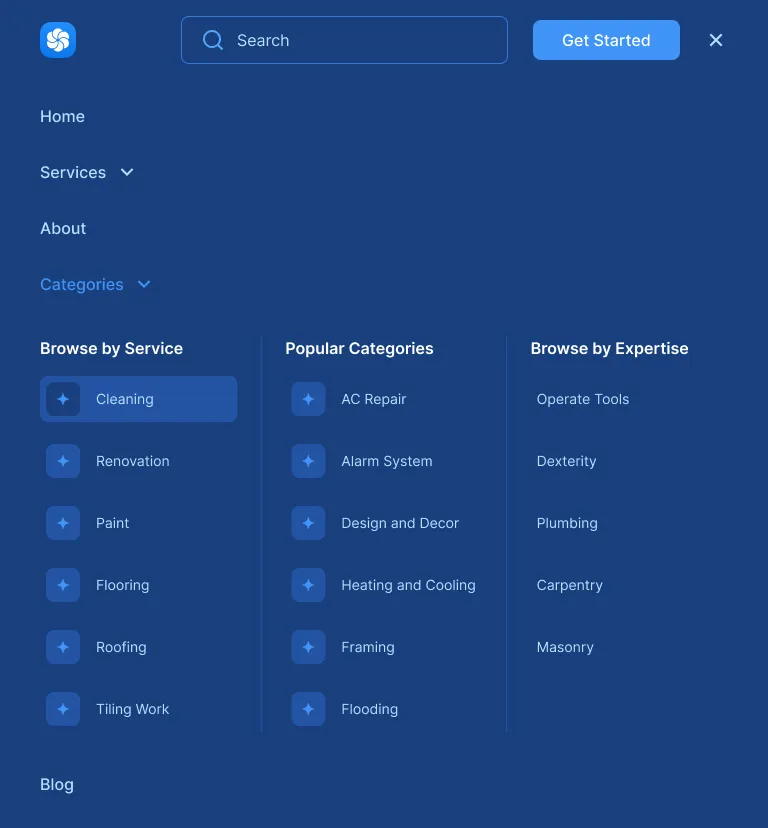 Search
Get Started
Home
Services
About
Categories
Browse by Service
Cleaning
Renovation
Paint
Flooring
Roofing
Tiling Work
Popular Categories
AC Repair
Alarm System
Design and Decor
Heating and Cooling
Framing
Flooding
Browse by Expertise
Operate Tools
Dexterity
Plumbing
Carpentry
Masonry
Blog